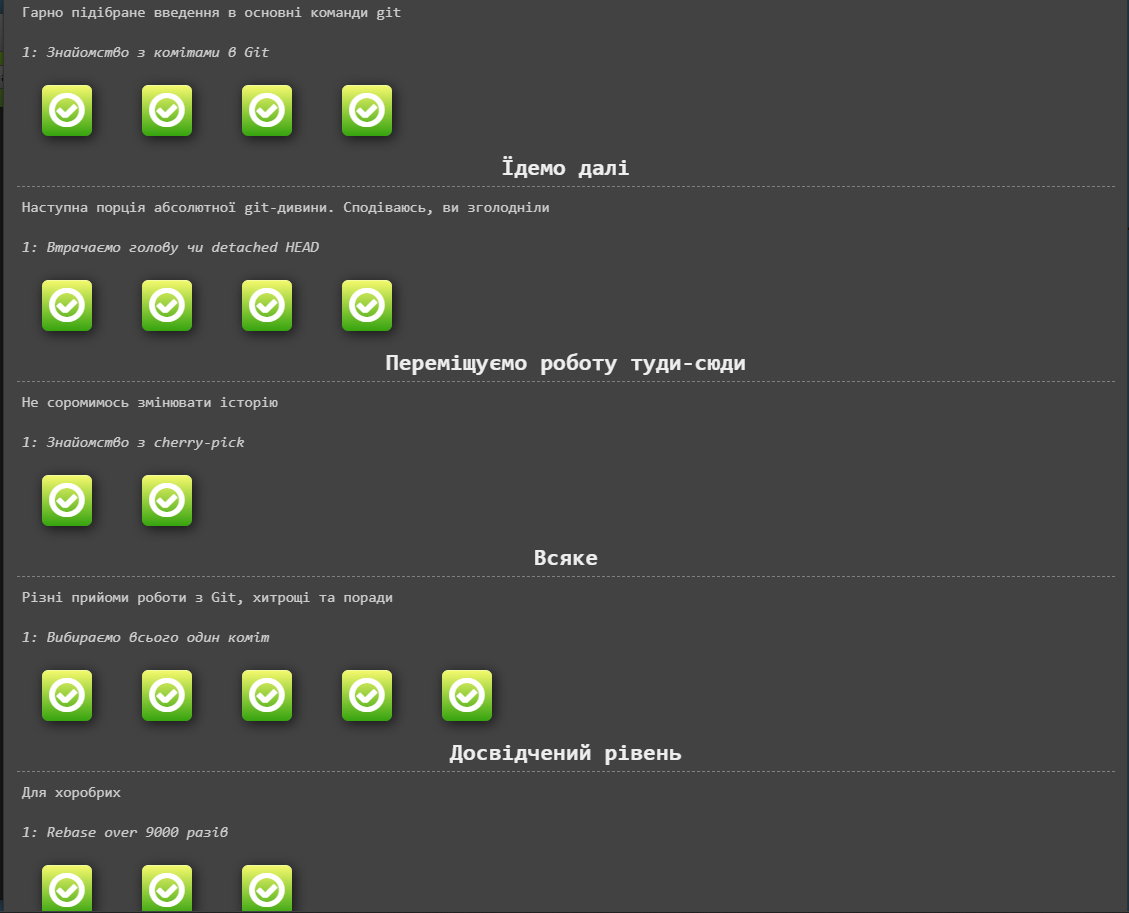 Гарно підібране введення в основні команди git
1: Знайомство з комітами в Git
Їдемо далі
Наступна порція абсолютної git-дивини. Сподіваюсь, ви зголодніли
1: Втрачаємо голову чи detached HEAD
Переміщуємо роботу туди-сюди
Не соромимось змінювати історію
1: Знайомство з cherry-pick
Всяке
Різні прийоми роботи з Git, хитрощі та поради
1: Вибираємо всього один коміт
Досвідчений рівень
Для хоробрих
1: Rebase over 9000 разів